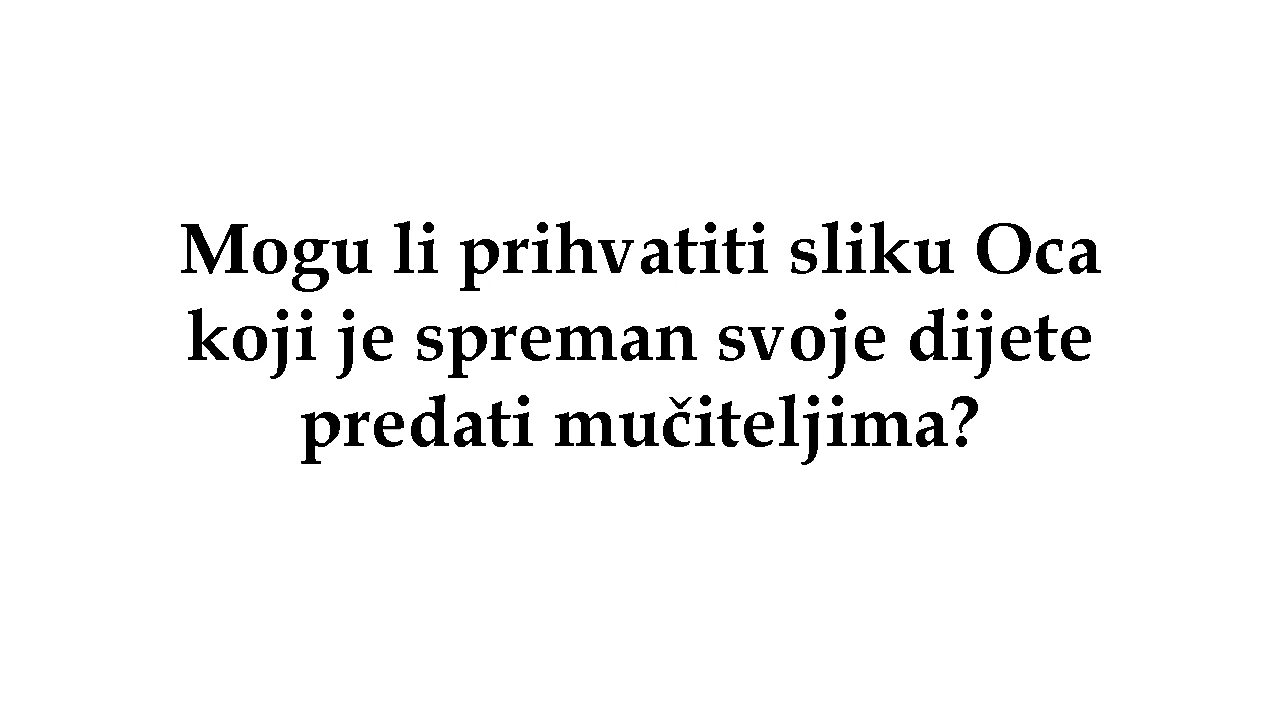 Mogu li prihvatiti sliku Oca
koji je spreman svoje dijete
predati mučiteljima?